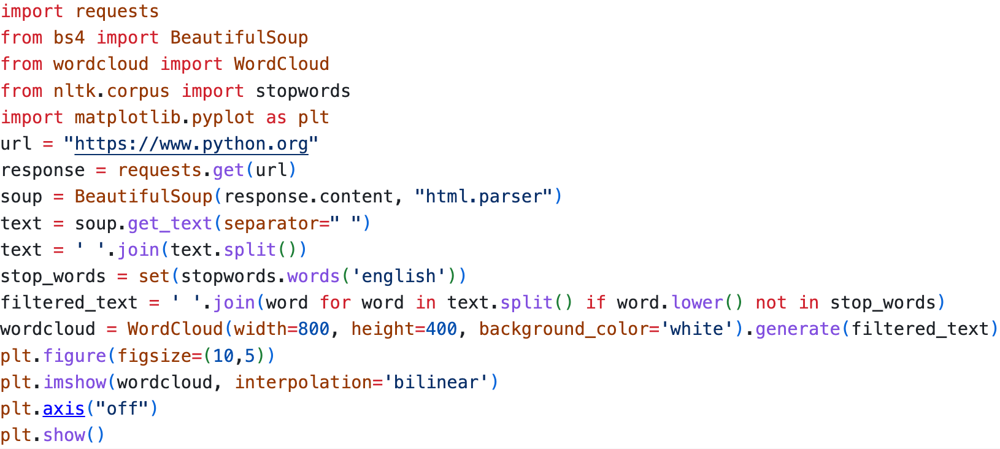 import requests
from bs4 import BeautifulSoup
from wordcloud import WordCloud
from nltk.corpus import stopwords
import matplotlib.pyplot as plt
url = "https://www.python.org"
response = requests.get(url)
soup = BeautifulSoup(response.content, "html.parser")
text = soup.get_text(separator=" ")
text = ' '.join(text.split())
stop_words = set(stopwords.words('english'))
filtered_text = ' '.join(word for word in text.split() if word.lower() not in stop_words)
wordcloud = WordCloud(width=800, height=400, background_color='white').generate(filtered_text)
plt.figure(figsize=(10,5))
plt.imshow(wordcloud, interpolation='bilinear')
plt.axis("off")
plt.show()